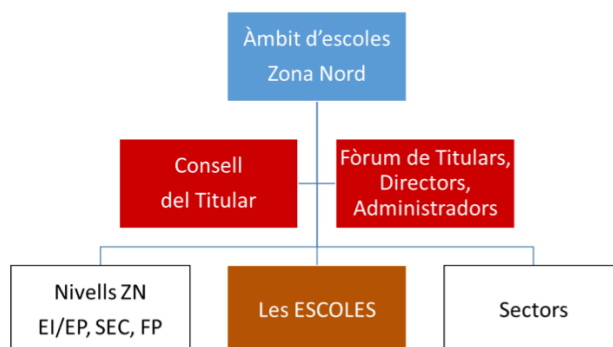 Àmbit d’escoles
Zona Nord
Consell
del Titular
Fòrum de Titulars,
Directors,
Administradors
Nivells ZN
EI/EP, SEC, FP
Les ESCOLES
Sectors